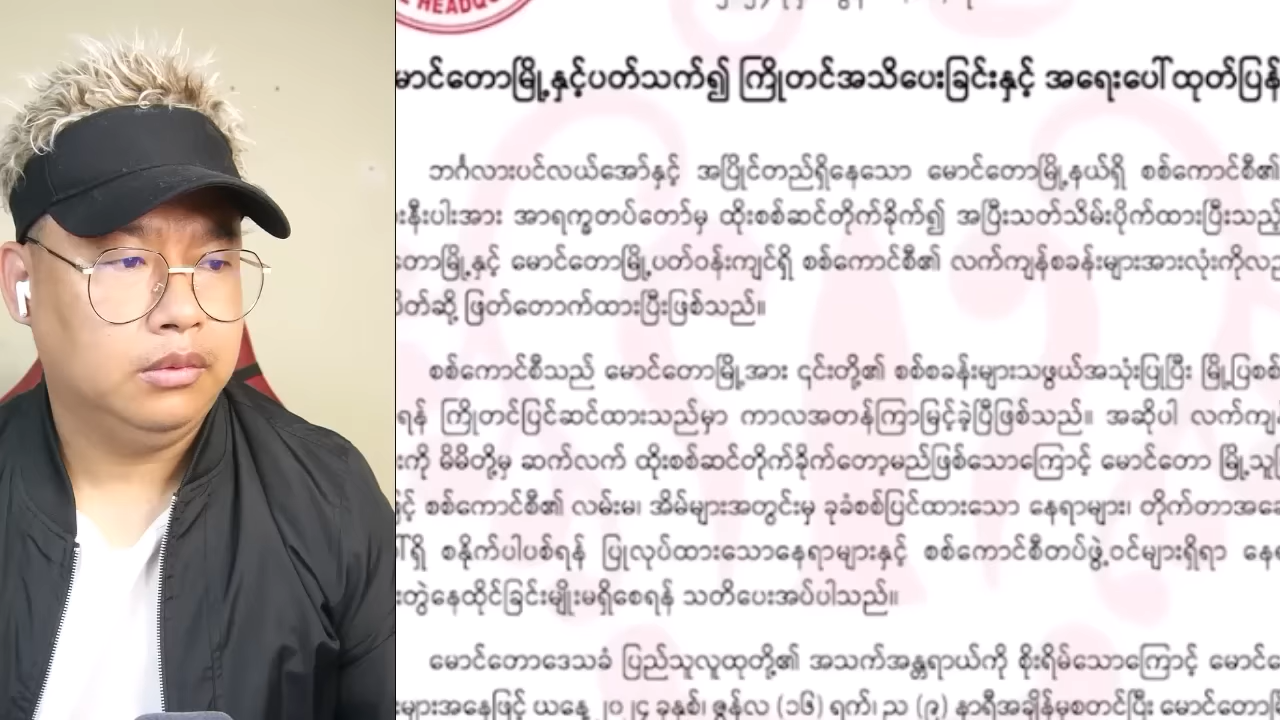 HEADQU
မောင်တောမြို့နှင့်ပတ်သက်၍ ကြိုတင်အသိပေးခြင်းနှင့် အရေးပေါ်ထုတ်ပြန်
ဘင်္ဂလားပင်လယ်အော်နှင့် အပြိုင်တည်ရှိနေသော မောင်တောမြို့နယ်ရှိ စစ်ကောင်စီ၏
နီးပါးအား အာရက္ခတပ်တော်မှ ထိုးစစ်ဆင်တိုက်ခိုက်၍ အပြီးသတ်သိမ်းပိုက်ထားပြီးသည့်
တောမြို့နှင့် မောင်တောမြို့ပတ်ဝန်းကျင်ရှိ စစ်ကောင်စီ၏ လက်ကျန်စခန်းများအားလုံးကိုလည်
ပိတ်ဆို့ ဖြတ်တောက်ထားပြီးဖြစ်သည်။
စစ်ကောင်စီသည် မောင်တောမြို့အား ၎င်းတို့၏ စစ်စခန်းများသဖွယ်အသုံးပြုပြီး မြို့ပြစစ်
ရန် ကြိုတင်ပြင်ဆင်ထားသည်မှာ ကာလအတန်ကြာမြင့်ခဲ့ပြီဖြစ်သည်။ အဆိုပါ လက်ကျ
ကို မိမိတို့မှ ဆက်လက် ထိုးစစ်ဆင်တိုက်ခိုက်တော့မည်ဖြစ်သောကြောင့် မောင်တော မြို့သူ
စစ်ကောင်စီ၏ လမ်းမ၊ အိမ်များအတွင်းမှ ခုခံစစ်ပြင်ထားသော နေရာများ၊ တိုက်တာအဆော
ရှိ စနိုက်ပါပစ်ရန် ပြုလုပ်ထားသောနေရာများနှင့် စစ်ကောင်စီတပ်ဖွဲ့ဝင်များရှိရာ နေ
တွဲနေထိုင်ခြင်းမျိုးမရှိစေရန် သတိပေးအပ်ပါသည်။
မောင်တောဒေသခံ ပြည်သူလူထုတို့၏ အသက်အန္တရာယ်ကို စိုးရိမ်သောကြောင့် မောင်
များအနေဖြင့် ယနေ့ ၂၀၂၄ ခုနှစ်၊ ဇွန်လ (၁၆) ရက်၊ ည (၉) နာရီအချိန်မှစတင်ပြီး မောင်တောမြို